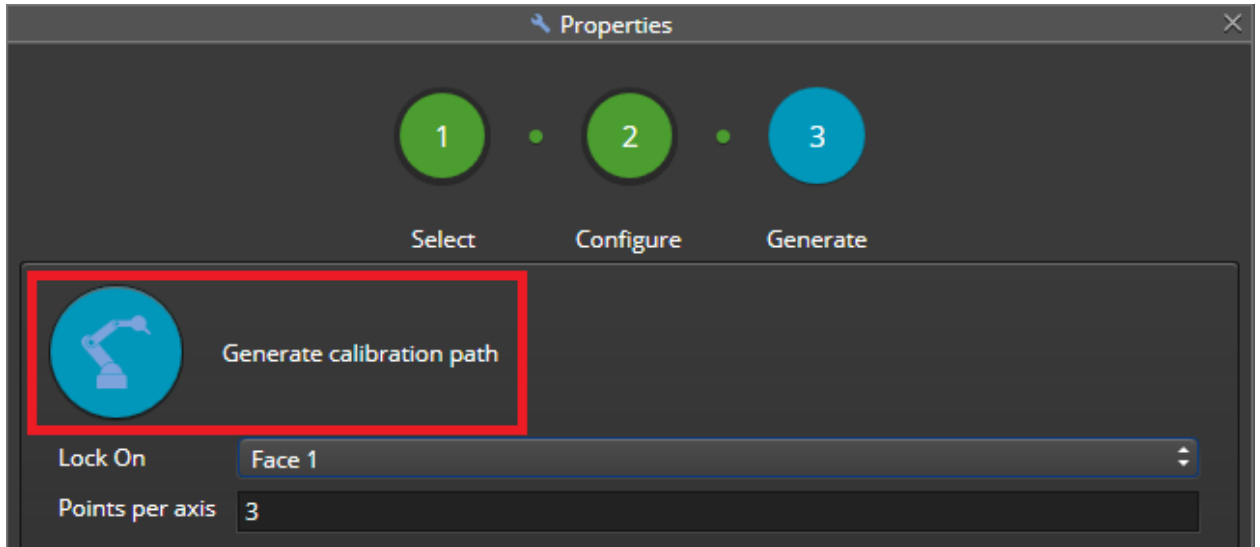 Properties
1 2 3
Select Configure Generate
Generate calibration path
Lock On Face 1
Points per axis 3